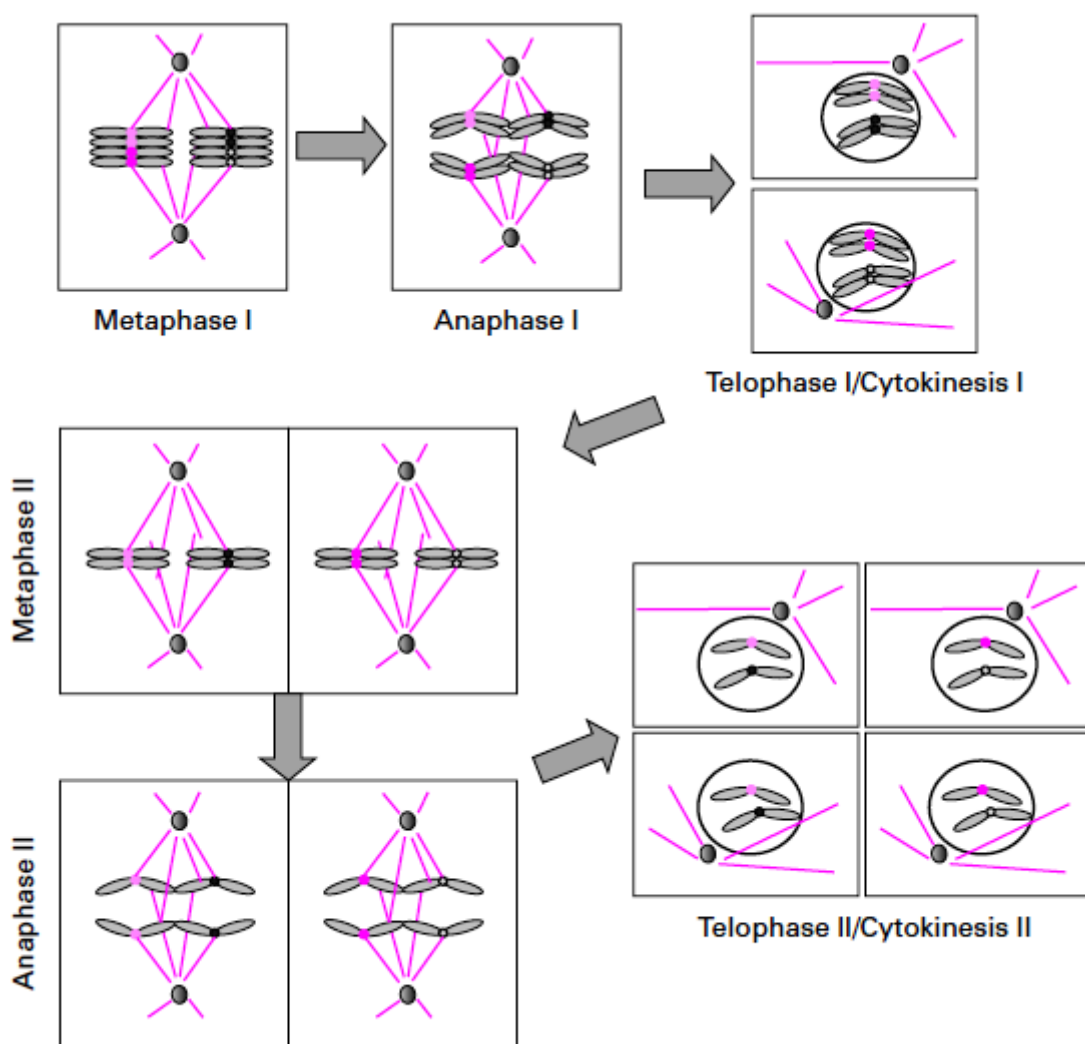 Metaphase I
Anaphase I
Telophase I/Cytokinesis I
Metaphase II
Anaphase II
Telophase II/Cytokinesis II